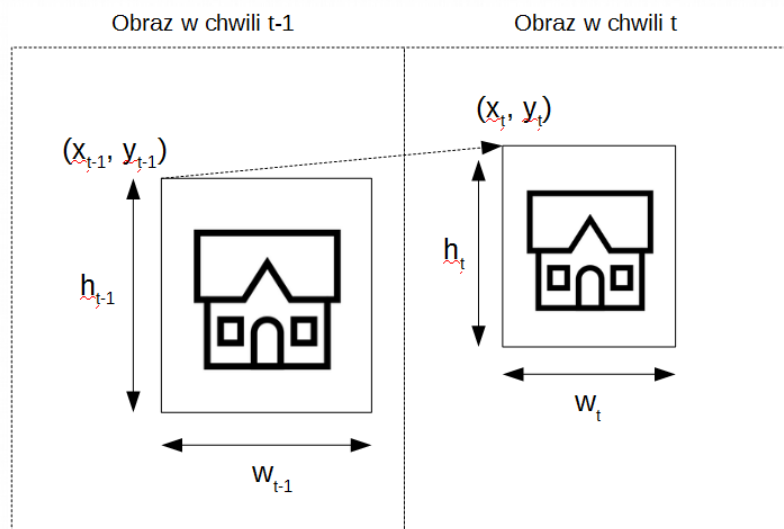 Obraz w chwili t-1
Obraz w chwili t
(xₜ₋₁, yₜ₋₁)
(xₜ, yₜ)
hₜ₋₁
hₜ
wₜ₋₁
wₜ